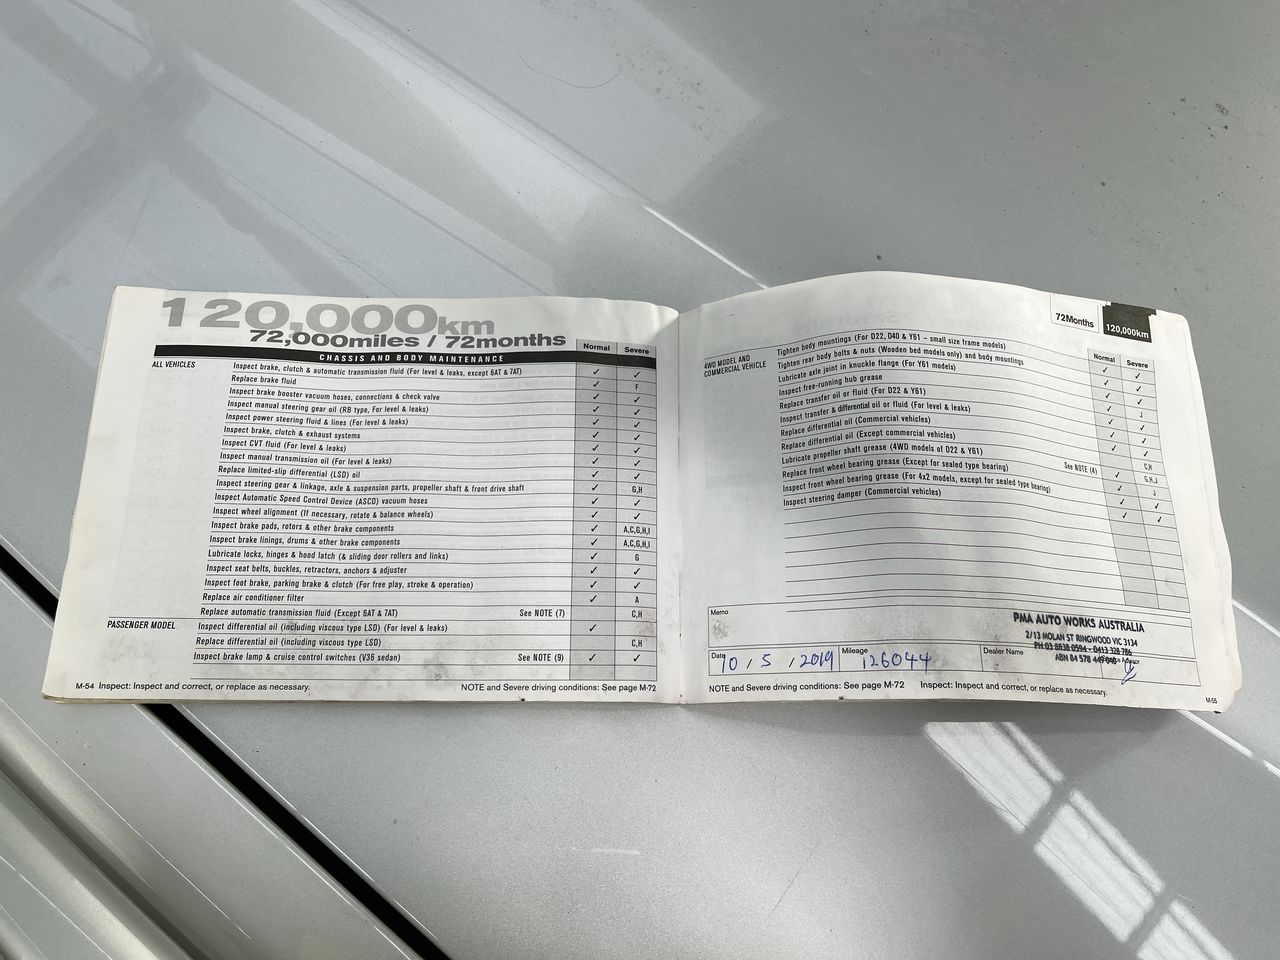 120,000km
72,000miles / 72months
Normal Severe
CHASSIS AND BODY MAINTENANCE
ALL VEHICLES
Inspect brake, clutch & automatic transmission fluid (For level & leaks, except 6AT & 7AT) ✓ ✓
Replace brake fluid ✓ F
Inspect brake booster vacuum hoses, connections & check valve ✓ ✓
Inspect manual steering gear oil (RB type, For level & leaks) ✓ ✓
Inspect power steering fluid & lines (For level & leaks) ✓ ✓
Inspect brake, clutch & exhaust systems ✓ ✓
Inspect CVT fluid (For level & leaks) ✓ ✓
Inspect manual transmission oil (For level & leaks) ✓ ✓
Replace limited-slip differential (LSD) oil ✓ ✓
Inspect steering gear & linkage, axle & suspension parts, propeller shaft & front drive shaft ✓ G,H
Inspect Automatic Speed Control Device (ASCD) vacuum hoses ✓ ✓
Inspect wheel alignment (If necessary, rotate & balance wheels) ✓ ✓
Inspect brake pads, rotors & other brake components ✓ A,C,G,H,I
Inspect brake linings, drums & other brake components ✓ A,C,G,H,I
Lubricate locks, hinges & hood latch (& sliding door rollers and links) ✓ G
Inspect seat belts, buckles, retractors, anchors & adjuster ✓ ✓
Inspect foot brake, parking brake & clutch (For free play, stroke & operation) ✓ ✓
Replace air conditioner filter ✓ A
Replace automatic transmission fluid (Except 6AT & 7AT) See NOTE (7) C,H
PASSENGER MODEL
Inspect differential oil (including viscous type LSD) (For level & leaks) ✓
Replace differential oil (including viscous type LSD) C,H
Inspect brake lamp & cruise control switches (V36 sedan) See NOTE (9) ✓ ✓
M-54 Inspect: Inspect and correct, or replace as necessary. NOTE and Severe driving conditions: See page M-72
72Months 120,000km
Normal Severe
4WD MODEL AND
COMMERCIAL VEHICLE
Tighten body mountings (For D22, D40 & Y61 – small size frame models) ✓ ✓
Tighten rear body bolts & nuts (Wooden bed models only) and body mountings ✓ ✓
Lubricate axle joint in knuckle flange (For Y61 models) ✓ ✓
Inspect free-running hub grease ✓ J
Replace transfer oil or fluid (For D22 & Y61) ✓ ✓
Inspect transfer & differential oil or fluid (For level & leaks) ✓ ✓
Replace differential oil (Commercial vehicles) ✓ ✓
Replace differential oil (Except commercial vehicles) C,H
Lubricate propeller shaft grease (4WD models of D22 & Y61) See NOTE (4) ✓ G,H,J
Replace front wheel bearing grease (Except for sealed type bearing) ✓ J
Inspect front wheel bearing grease (For 4x2 models, except for sealed type bearing) ✓ ✓
Inspect steering damper (Commercial vehicles) ✓ ✓
Memo
PMA AUTO WORKS AUSTRALIA
2/13 MOLAN ST RINGWOOD VIC 3134
PH:03 8838 0594 - 0413 328 786
Date 10 / 5 / 2019 Mileage 126044 Dealer Name
NOTE and Severe driving conditions: See page M-72 Inspect: Inspect and correct, or replace as necessary.
M-55